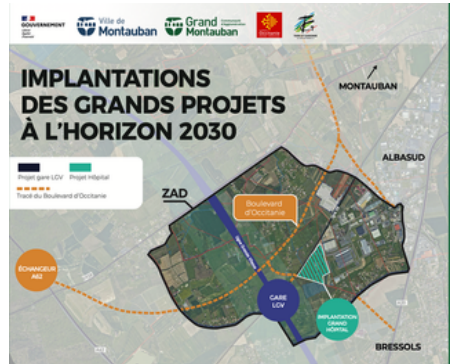 GOUVERNEMENT
Ville de
Montauban
Grand
Montauban
IMPLANTATIONS
DES GRANDS PROJETS
À L'HORIZON 2030
MONTAUBAN
ALBASUD
Projet gare LGV
Projet Hôpital
Tracé du Boulevard d'Occitanie
ZAD
Boulevard
d'Occitanie
ÉCHANGEUR
A62
GARE
LGV
IMPLANTATION
GRAND
HÔPITAL
BRESSOLS